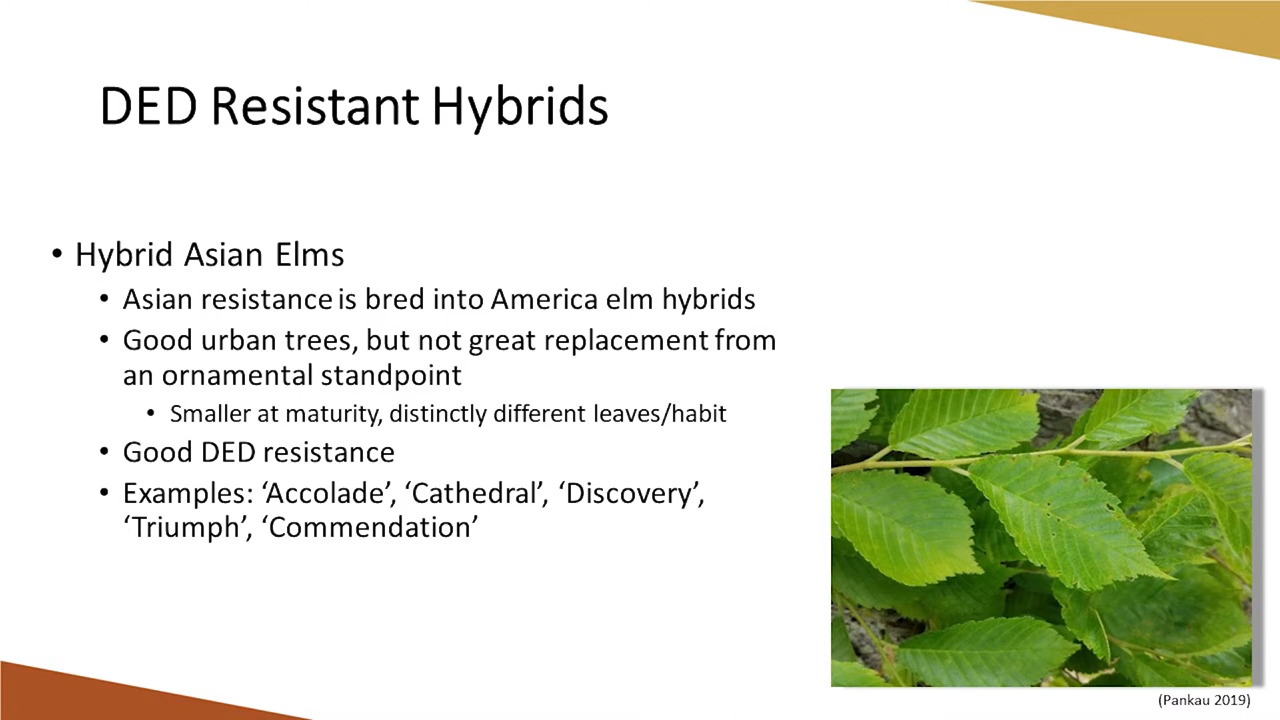 DED Resistant Hybrids
• Hybrid Asian Elms
• Asian resistance is bred into America elm hybrids
• Good urban trees, but not great replacement from
an ornamental standpoint
• Smaller at maturity, distinctly different leaves/habit
• Good DED resistance
• Examples: ‘Accolade’, ‘Cathedral’, ‘Discovery’,
‘Triumph’, ‘Commendation’
(Pankau 2019)